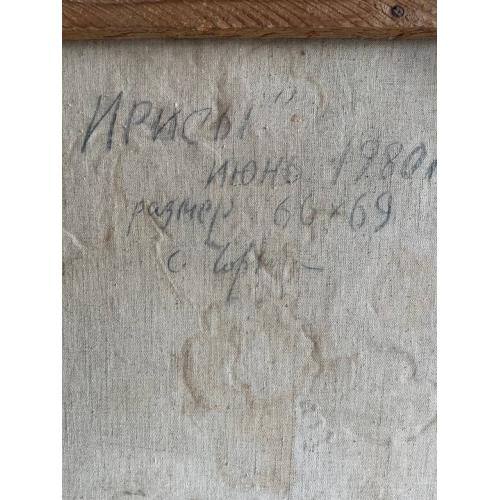 Ирисы"
июнь 1980г
размер 66×69
с.